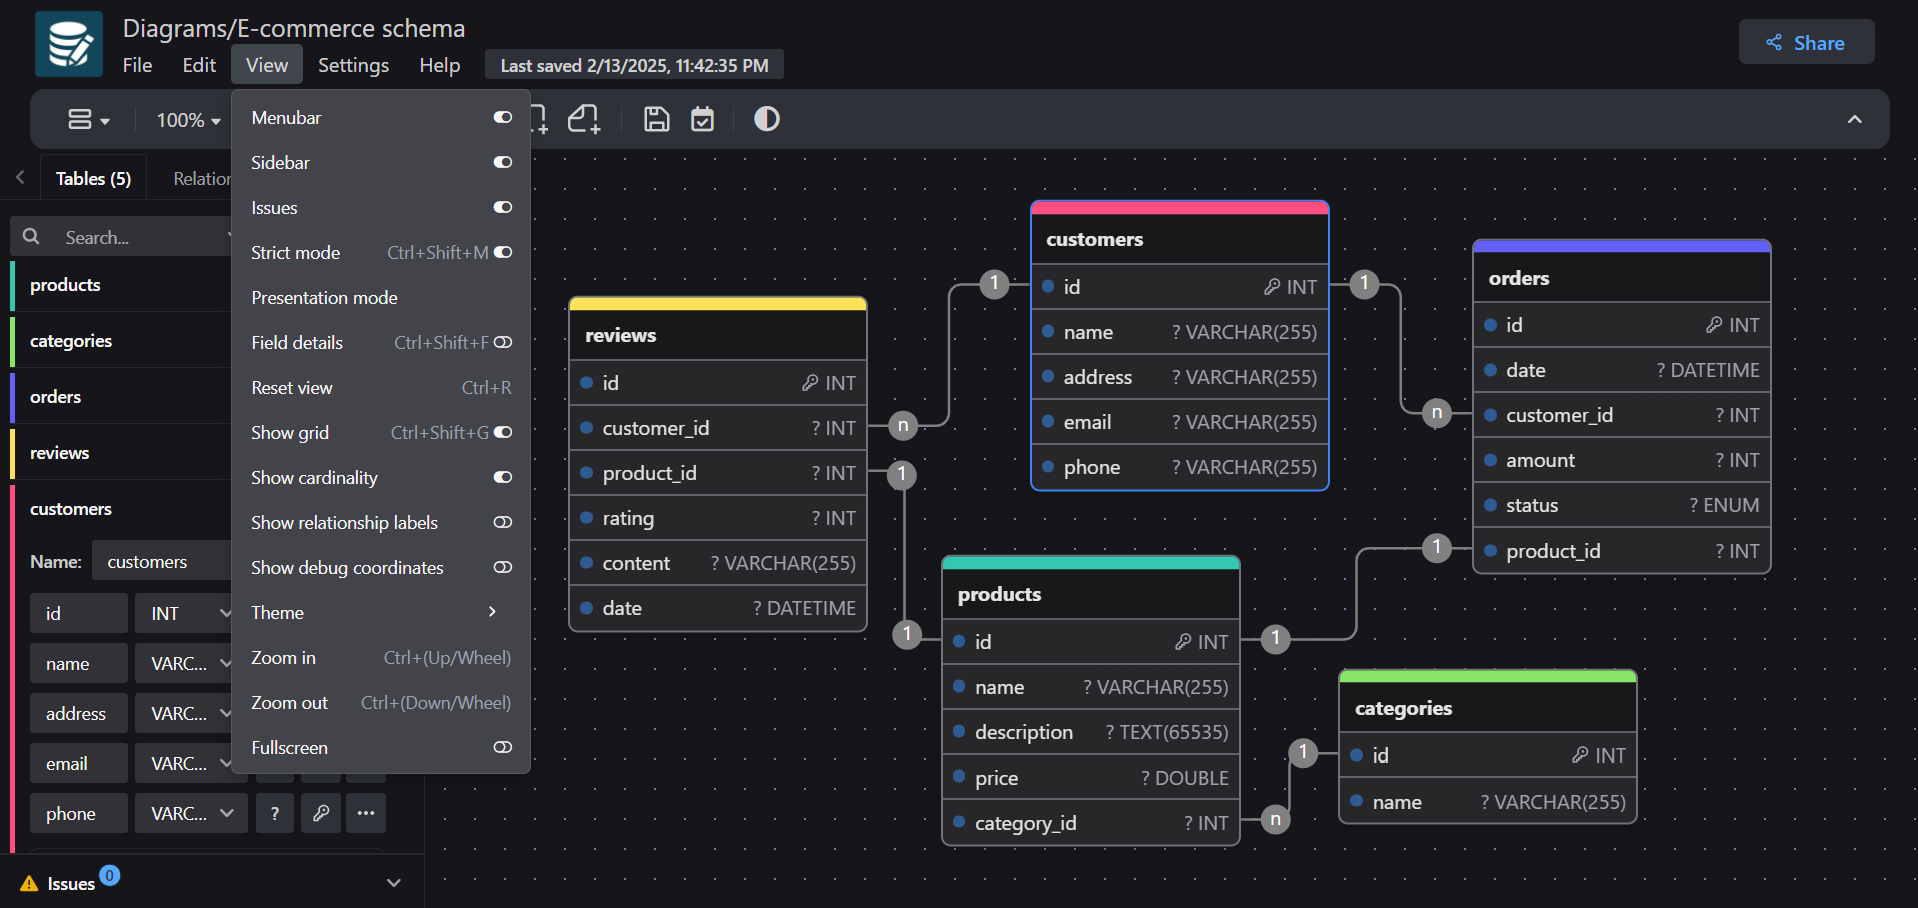 Diagrams/E-commerce schema
File Edit View Settings Help Last saved 2/13/2025, 11:42:35 PM
Share
100%
Menubar
Sidebar
Issues
Strict mode Ctrl+Shift+M
Presentation mode
Field details Ctrl+Shift+F
Reset view Ctrl+R
Show grid Ctrl+Shift+G
Show cardinality
Show relationship labels
Show debug coordinates
Theme
Zoom in Ctrl+(Up/Wheel)
Zoom out Ctrl+(Down/Wheel)
Fullscreen
Tables (5) Relation
Search...
products
categories
orders
reviews
customers
Name: customers
id INT
name VARC...
address VARC...
email VARC...
phone VARC... ?
Issues 0
reviews
id INT
customer_id ? INT
product_id ? INT
rating ? INT
content ? VARCHAR(255)
date ? DATETIME
n
1
1
1
customers
id INT
name ? VARCHAR(255)
address ? VARCHAR(255)
email ? VARCHAR(255)
phone ? VARCHAR(255)
1
n
1
1
orders
id INT
date ? DATETIME
customer_id ? INT
amount ? INT
status ? ENUM
product_id ? INT
products
id INT
name ? VARCHAR(255)
description ? TEXT(65535)
price ? DOUBLE
category_id ? INT
n
1
categories
id INT
name ? VARCHAR(255)